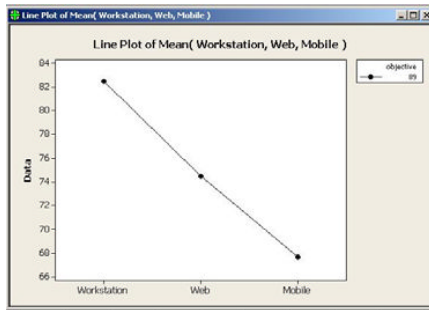 Line Plot of Mean( Workstation, Web, Mobile )
Line Plot of Mean( Workstation, Web, Mobile )
objective
89
84
82
80
78
76
74
72
70
68
66
Data
Workstation
Web
Mobile